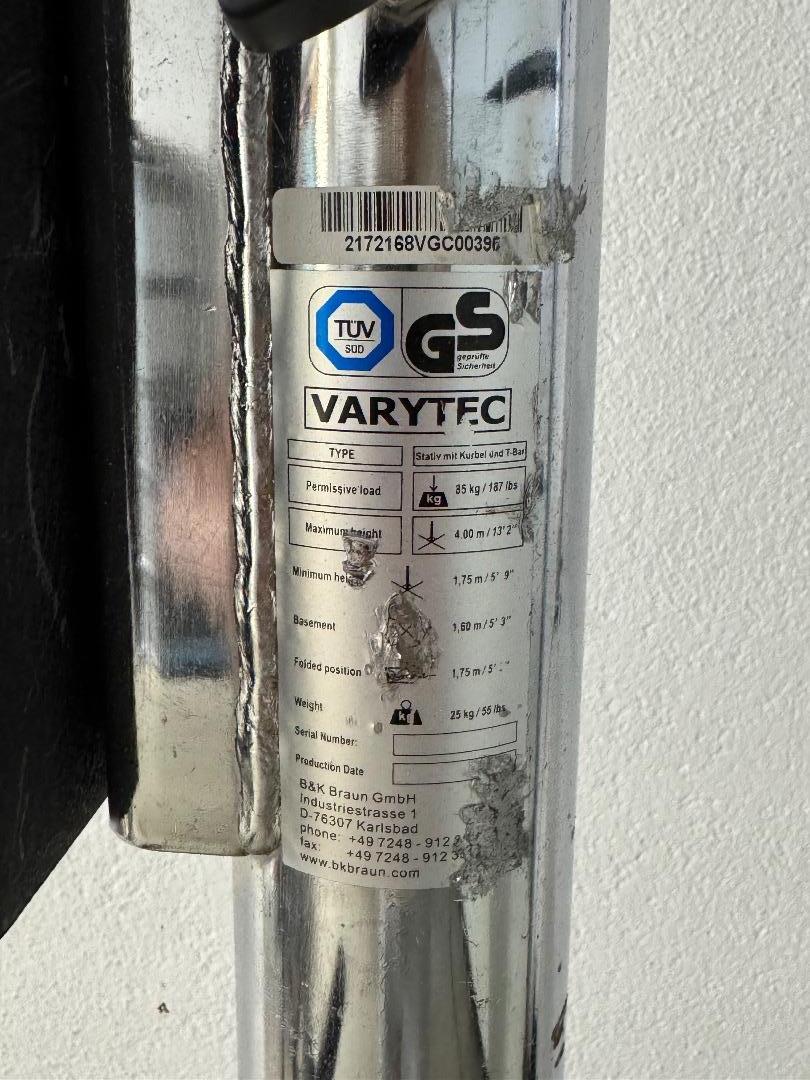 2172168VGC00396
TÜV
SÜD
GS
geprüfte
Sicherheit
VARYTEC
TYPE Stativ mit Kurbel und T-Bar
Permissive load kg 85 kg / 187 lbs
Maximum height 4.00 m / 13' 2"
Minimum 1,75 m / 5' 9"
Basement 1,60 m / 5' 3"
Folded position 1,75 m / 5'
Weight kg 25 kg / 55 lbs
Serial Number:
Production Date
B&K Braun GmbH
Industriestrasse 1
D-76307 Karlsbad
phone: +49 7248 - 912
fax: +49 7248 - 912
www.bkbraun.com